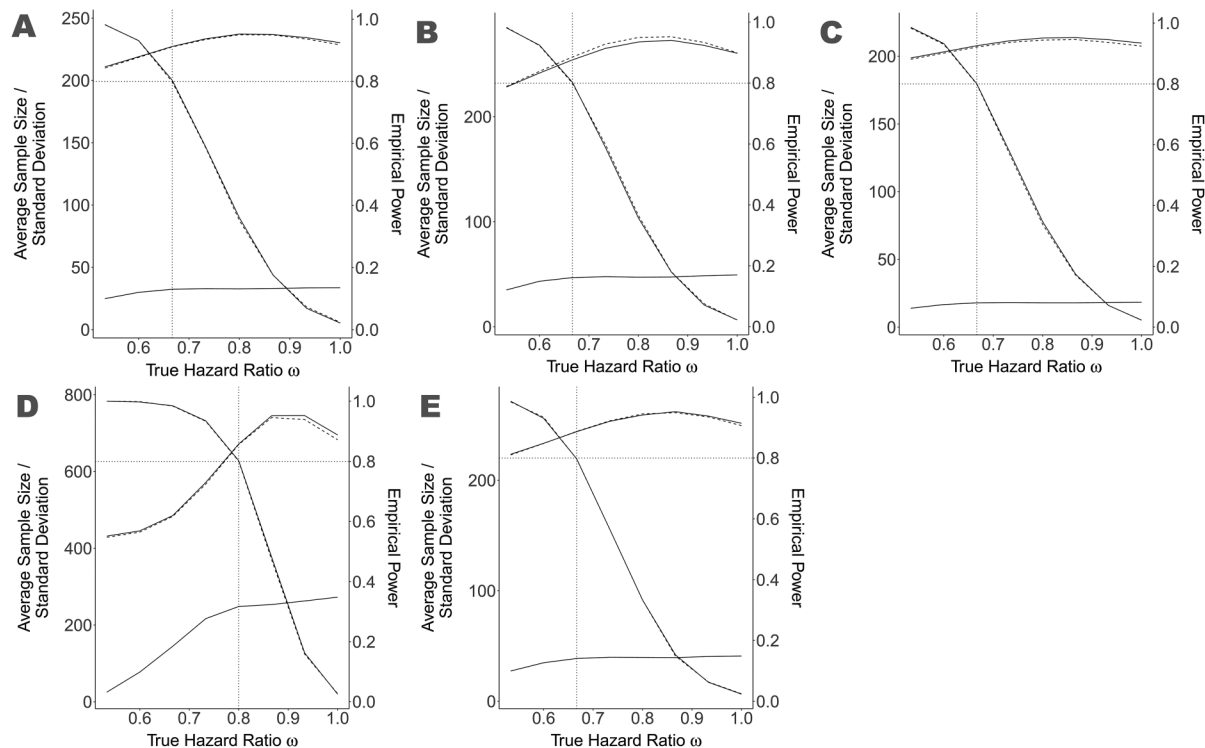 A
250
200
150
100
50
0
Average Sample Size /
Standard Deviation
1.0
0.8
0.6
0.4
0.2
0.0
Empirical Power
0.6 0.7 0.8 0.9 1.0
True Hazard Ratio ω
B
200
100
0
Average Sample Size /
Standard Deviation
1.0
0.8
0.6
0.4
0.2
0.0
Empirical Power
0.6 0.7 0.8 0.9 1.0
True Hazard Ratio ω
C
200
150
100
50
0
Average Sample Size /
Standard Deviation
1.0
0.8
0.6
0.4
0.2
0.0
Empirical Power
0.6 0.7 0.8 0.9 1.0
True Hazard Ratio ω
D
800
600
400
200
0
Average Sample Size /
Standard Deviation
1.0
0.8
0.6
0.4
0.2
0.0
Empirical Power
0.6 0.7 0.8 0.9 1.0
True Hazard Ratio ω
E
200
100
0
Average Sample Size /
Standard Deviation
1.0
0.8
0.6
0.4
0.2
0.0
Empirical Power
0.6 0.7 0.8 0.9 1.0
True Hazard Ratio ω